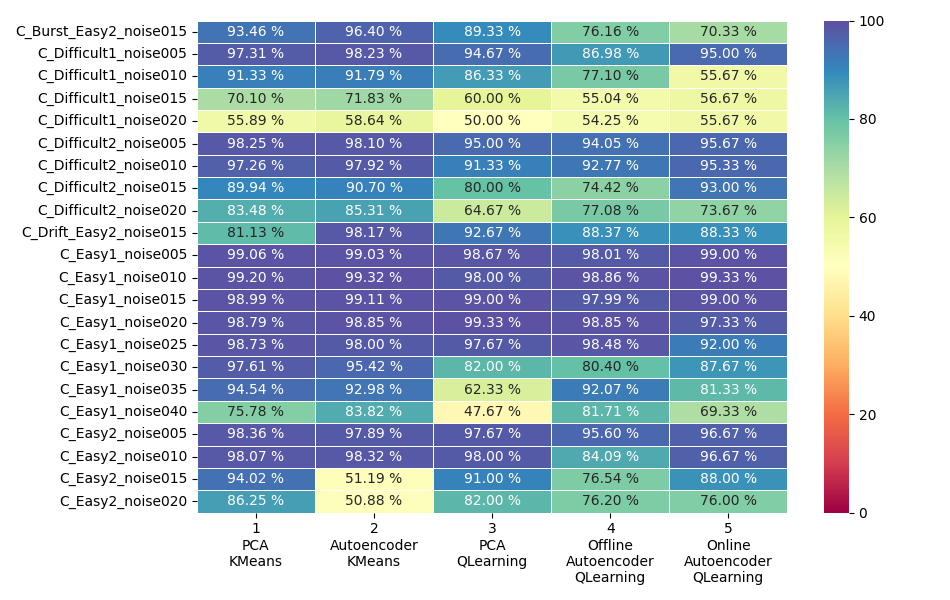 C_Burst_Easy2_noise015 93.46 % 96.40 % 89.33 % 76.16 % 70.33 % 100
C_Difficult1_noise005 97.31 % 98.23 % 94.67 % 86.98 % 95.00 %
C_Difficult1_noise010 91.33 % 91.79 % 86.33 % 77.10 % 55.67 %
C_Difficult1_noise015 70.10 % 71.83 % 60.00 % 55.04 % 56.67 %
C_Difficult1_noise020 55.89 % 58.64 % 50.00 % 54.25 % 55.67 % 80
C_Difficult2_noise005 98.25 % 98.10 % 95.00 % 94.05 % 95.67 %
C_Difficult2_noise010 97.26 % 97.92 % 91.33 % 92.77 % 95.33 %
C_Difficult2_noise015 89.94 % 90.70 % 80.00 % 74.42 % 93.00 %
C_Difficult2_noise020 83.48 % 85.31 % 64.67 % 77.08 % 73.67 % 60
C_Drift_Easy2_noise015 81.13 % 98.17 % 92.67 % 88.37 % 88.33 %
C_Easy1_noise005 99.06 % 99.03 % 98.67 % 98.01 % 99.00 %
C_Easy1_noise010 99.20 % 99.32 % 98.00 % 98.86 % 99.33 %
C_Easy1_noise015 98.99 % 99.11 % 99.00 % 97.99 % 99.00 %
C_Easy1_noise020 98.79 % 98.85 % 99.33 % 98.85 % 97.33 % 40
C_Easy1_noise025 98.73 % 98.00 % 97.67 % 98.48 % 92.00 %
C_Easy1_noise030 97.61 % 95.42 % 82.00 % 80.40 % 87.67 %
C_Easy1_noise035 94.54 % 92.98 % 62.33 % 92.07 % 81.33 %
C_Easy1_noise040 75.78 % 83.82 % 47.67 % 81.71 % 69.33 % 20
C_Easy2_noise005 98.36 % 97.89 % 97.67 % 95.60 % 96.67 %
C_Easy2_noise010 98.07 % 98.32 % 98.00 % 84.09 % 96.67 %
C_Easy2_noise015 94.02 % 51.19 % 91.00 % 76.54 % 88.00 %
C_Easy2_noise020 86.25 % 50.88 % 82.00 % 76.20 % 76.00 % 0
1 2 3 4 5
PCA Autoencoder PCA Offline Online
KMeans KMeans QLearning Autoencoder Autoencoder
QLearning QLearning